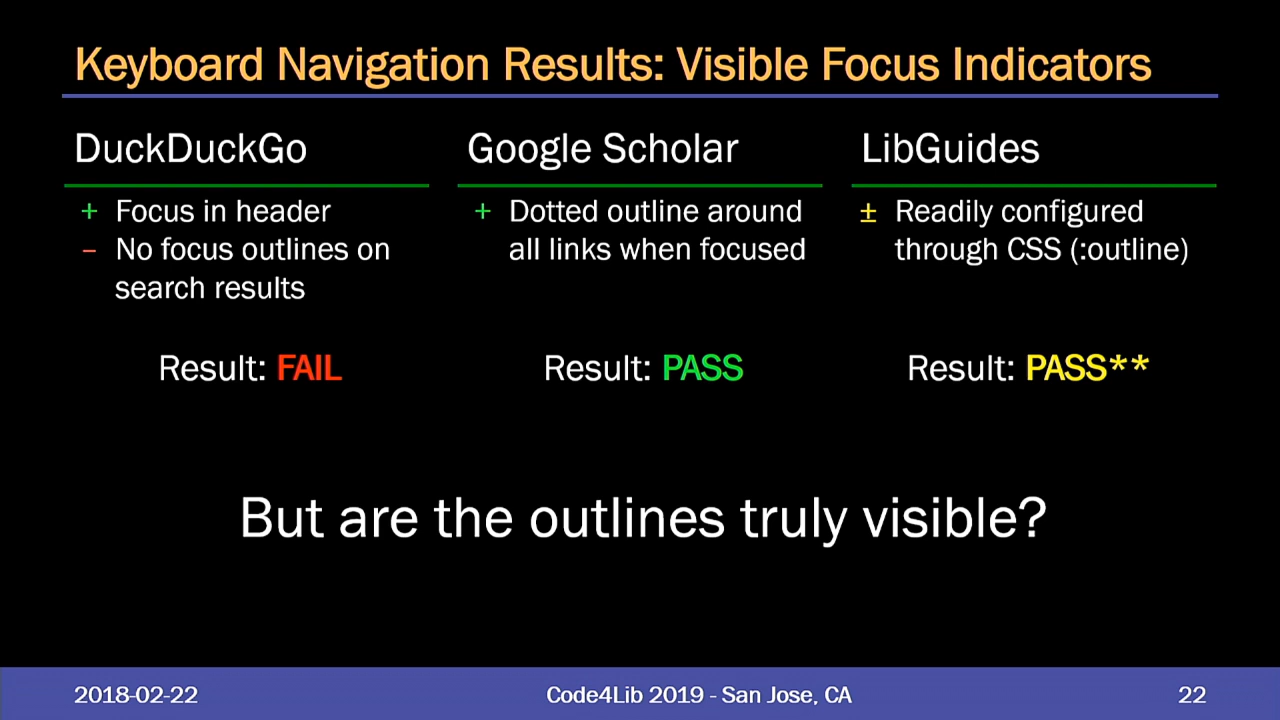 Keyboard Navigation Results: Visible Focus Indicators
DuckDuckGo
+ Focus in header
– No focus outlines on
search results
Result: FAIL
Google Scholar
+ Dotted outline around
all links when focused
Result: PASS
LibGuides
± Readily configured
through CSS (:outline)
Result: PASS**
But are the outlines truly visible?
2018-02-22
Code4Lib 2019 - San Jose, CA
22